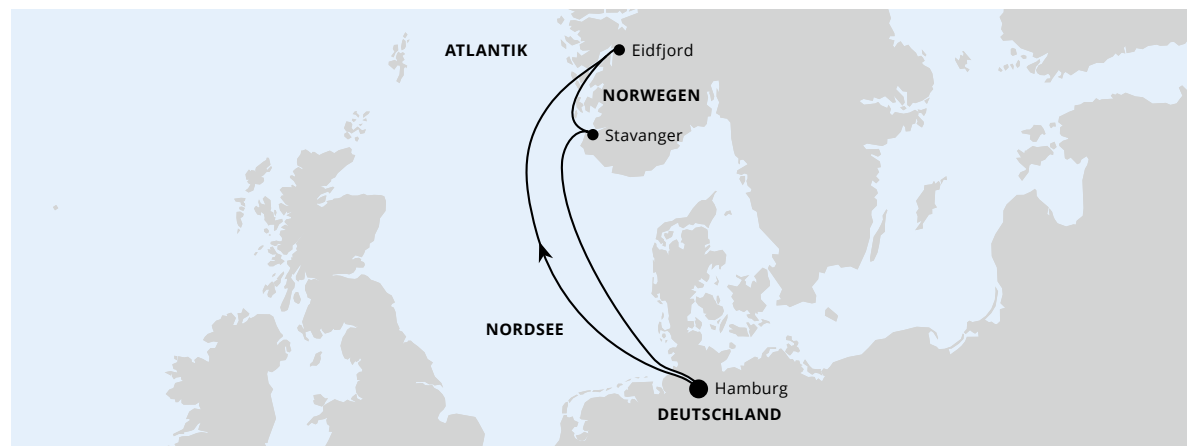 ATLANTIK
Eidfjord
NORWEGEN
Stavanger
NORDSEE
Hamburg
DEUTSCHLAND